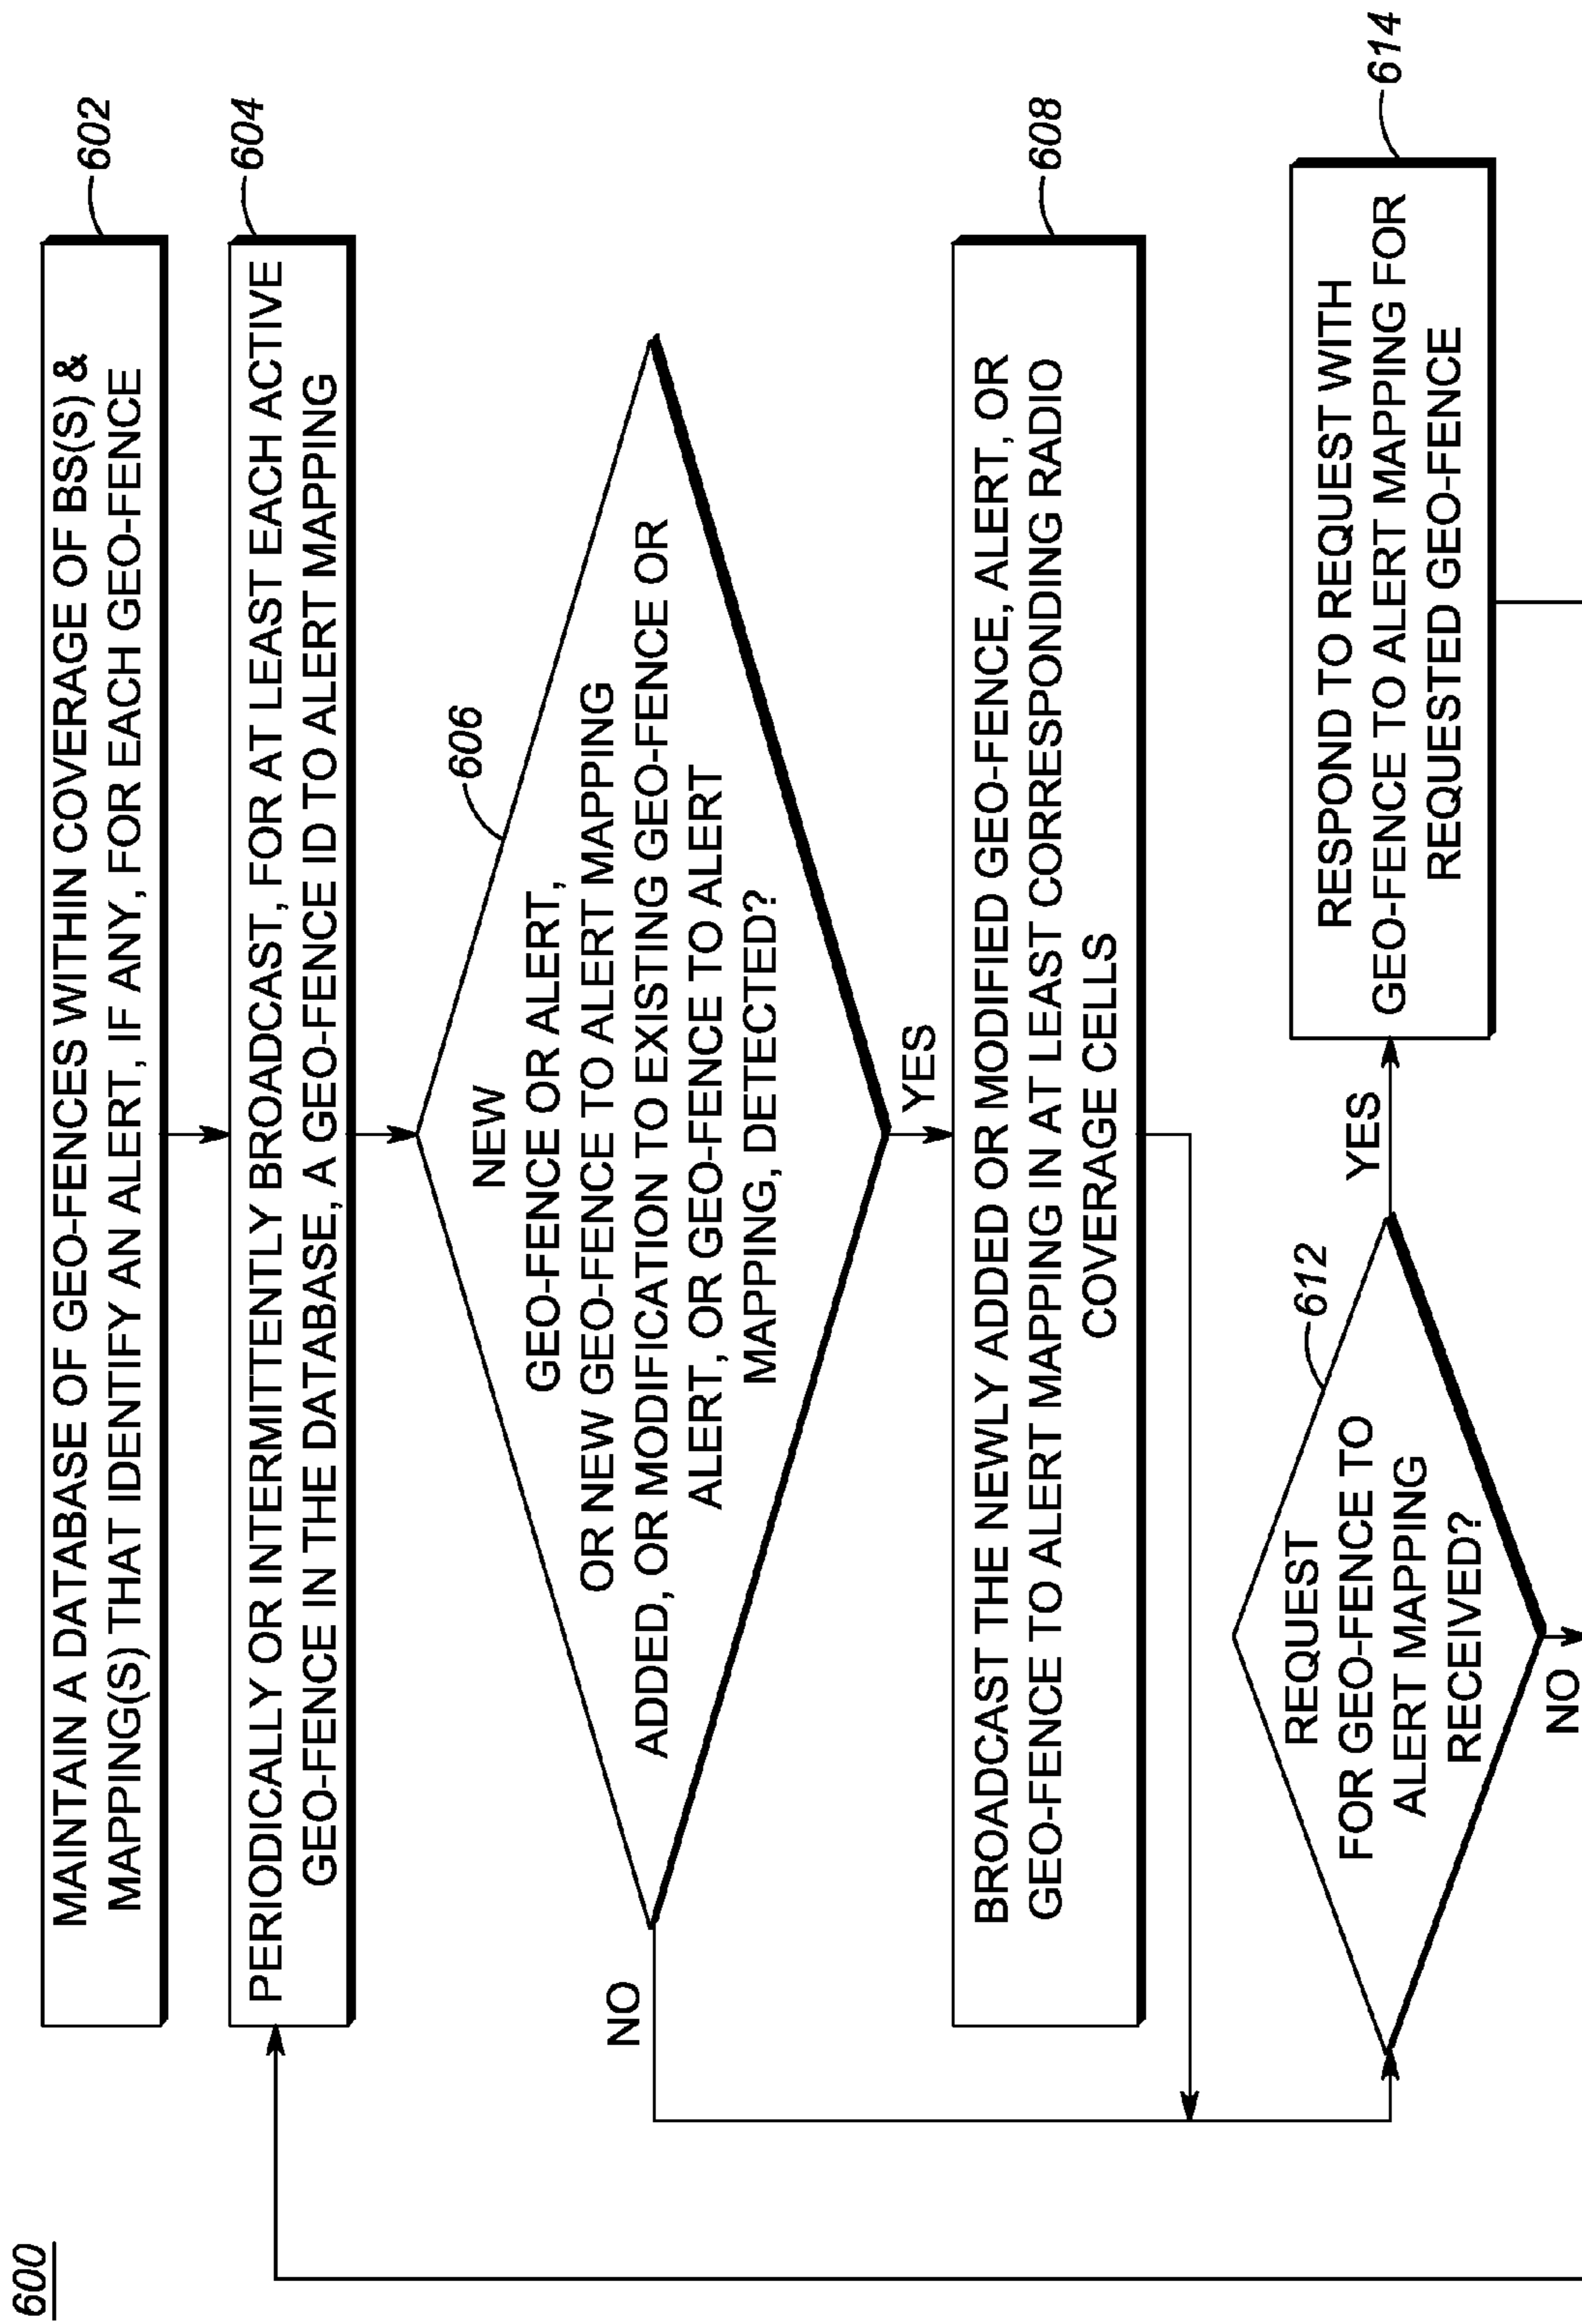 600
MAINTAIN A DATABASE OF GEO-FENCES WITHIN COVERAGE OF BS(S) &
MAPPING(S) THAT IDENTIFY AN ALERT, IF ANY, FOR EACH GEO-FENCE
602
PERIODICALLY OR INTERMITTENTLY BROADCAST, FOR AT LEAST EACH ACTIVE
GEO-FENCE IN THE DATABASE, A GEO-FENCE ID TO ALERT MAPPING
604
606
NEW
GEO-FENCE OR ALERT,
OR NEW GEO-FENCE TO ALERT MAPPING
ADDED, OR MODIFICATION TO EXISTING GEO-FENCE OR
ALERT, OR GEO-FENCE TO ALERT
MAPPING, DETECTED?
NO
YES
BROADCAST THE NEWLY ADDED OR MODIFIED GEO-FENCE, ALERT, OR
GEO-FENCE TO ALERT MAPPING IN AT LEAST CORRESPONDING RADIO
COVERAGE CELLS
608
612
REQUEST
FOR GEO-FENCE TO
ALERT MAPPING
RECEIVED?
YES
NO
RESPOND TO REQUEST WITH
GEO-FENCE TO ALERT MAPPING FOR
REQUESTED GEO-FENCE
614